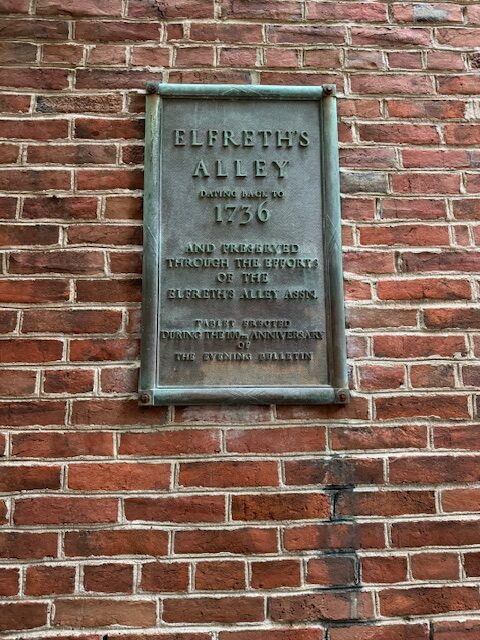 ELFRETH'S
ALLEY
DATING BACK TO
1736
AND PRESERVED
THROUGH THE EFFORTS
OF THE
ELFRETH'S ALLEY ASSN.
TABLET ERECTED
DURING THE 100TH ANNIVERSARY
OF
THE EVENING BULLETIN